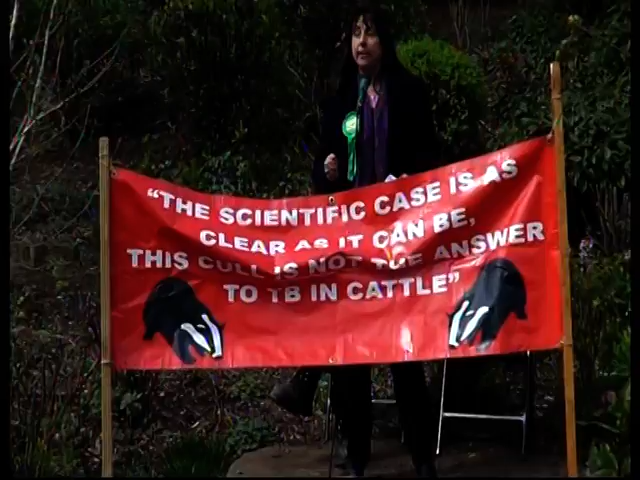 “THE SCIENTIFIC CASE IS AS
CLEAR AS IT CAN BE,
THIS CULL IS NOT THE ANSWER
TO TB IN CATTLE”